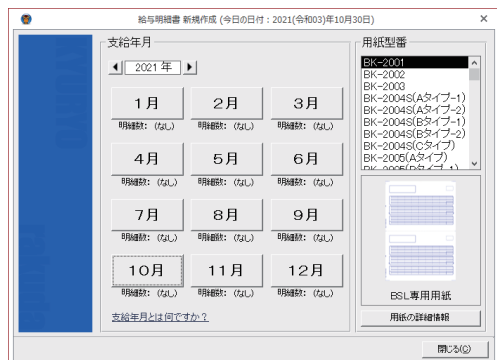 給与明細書 新規作成 (今日の日付：2021(令和03)年10月30日)
支給年月
2021 年
1月
2月
3月
明細数： (なし)
明細数： (なし)
明細数： (なし)
4月
5月
6月
明細数： (なし)
明細数： (なし)
明細数： (なし)
7月
8月
9月
明細数： (なし)
明細数： (なし)
明細数： (なし)
10月
11月
12月
明細数： (なし)
明細数： (なし)
明細数： (なし)
支給年月とは何ですか？
用紙型番
BK-2001
BK-2002
BK-2003
BK-2004S(Aタイプ-1)
BK-2004S(Aタイプ-2)
BK-2004S(Bタイプ-1)
BK-2004S(Bタイプ-2)
BK-2004S(Cタイプ)
BK-2005(Aタイプ)
BSL専用用紙
用紙の詳細情報
閉じる(C)